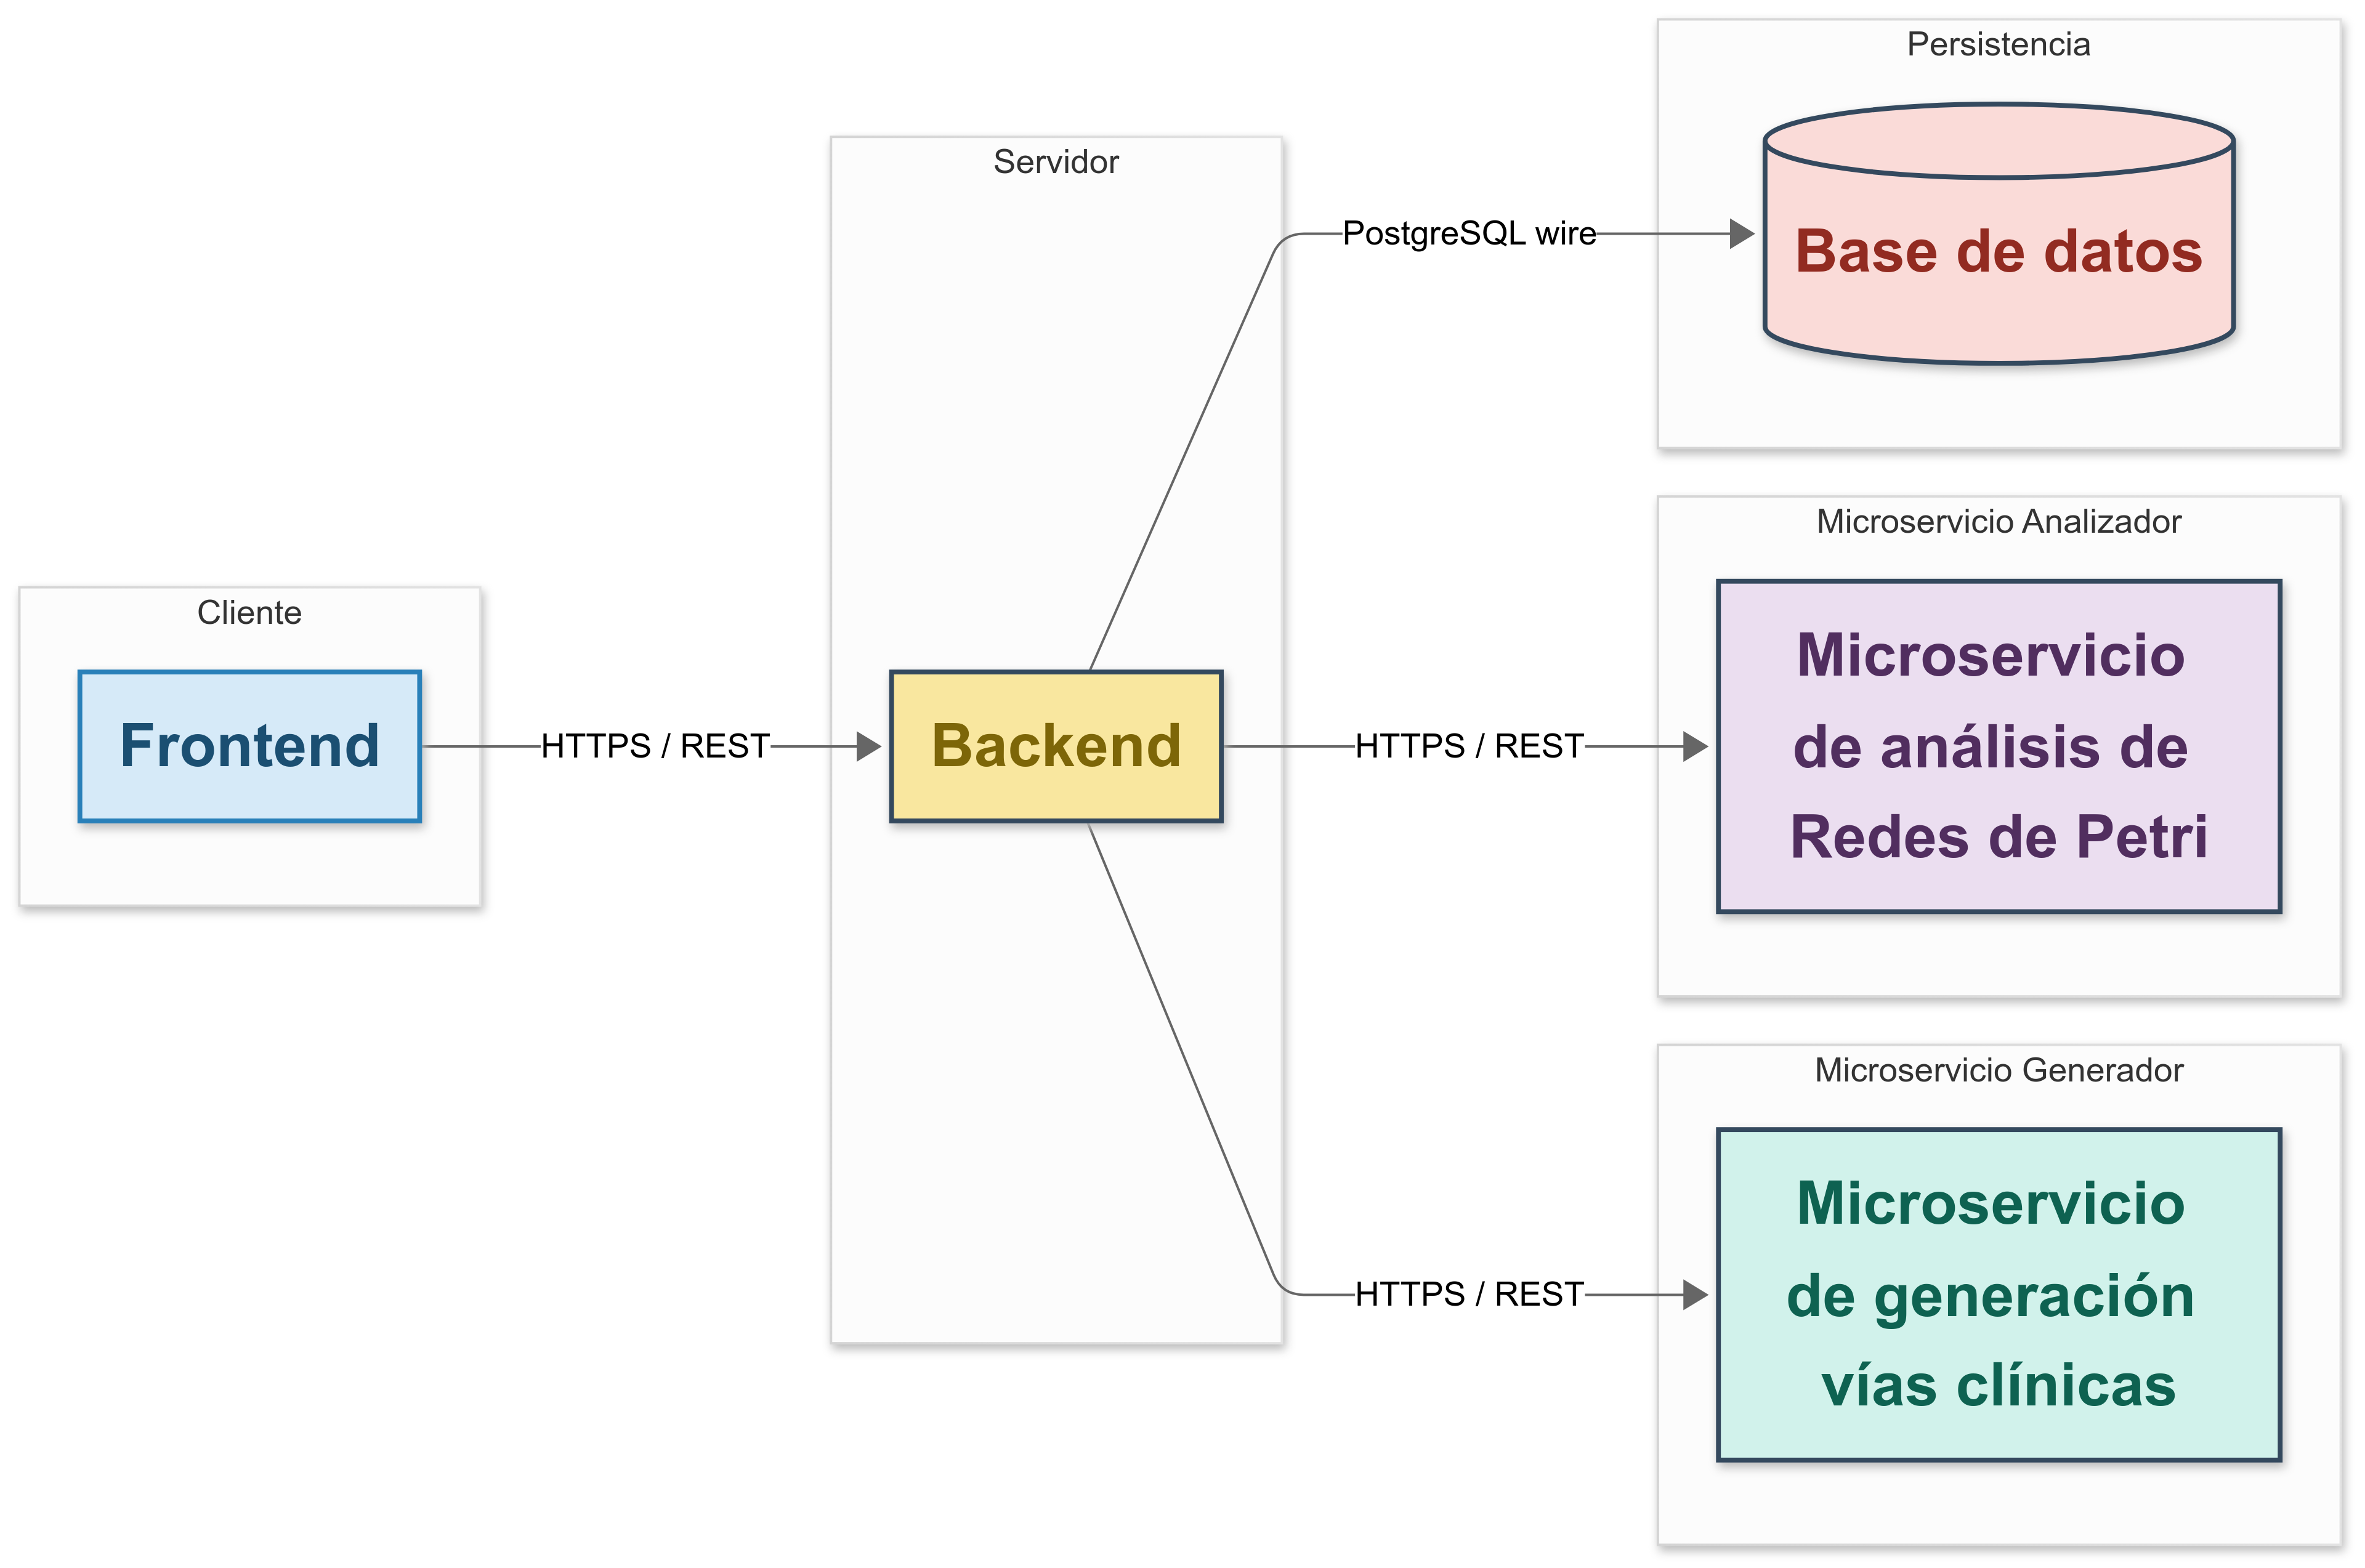 Cliente
Frontend
HTTPS / REST
Servidor
Backend
PostgreSQL wire
HTTPS / REST
HTTPS / REST
Persistencia
Base de datos
Microservicio Analizador
Microservicio
de análisis de
Redes de Petri
Microservicio Generador
Microservicio
de generación
vías clínicas